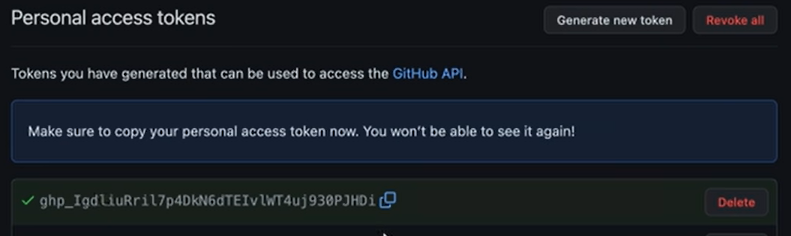 Personal access tokens
Generate new token
Revoke all
Tokens you have generated that can be used to access the GitHub API.
Make sure to copy your personal access token now. You won't be able to see it again!
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
Delete